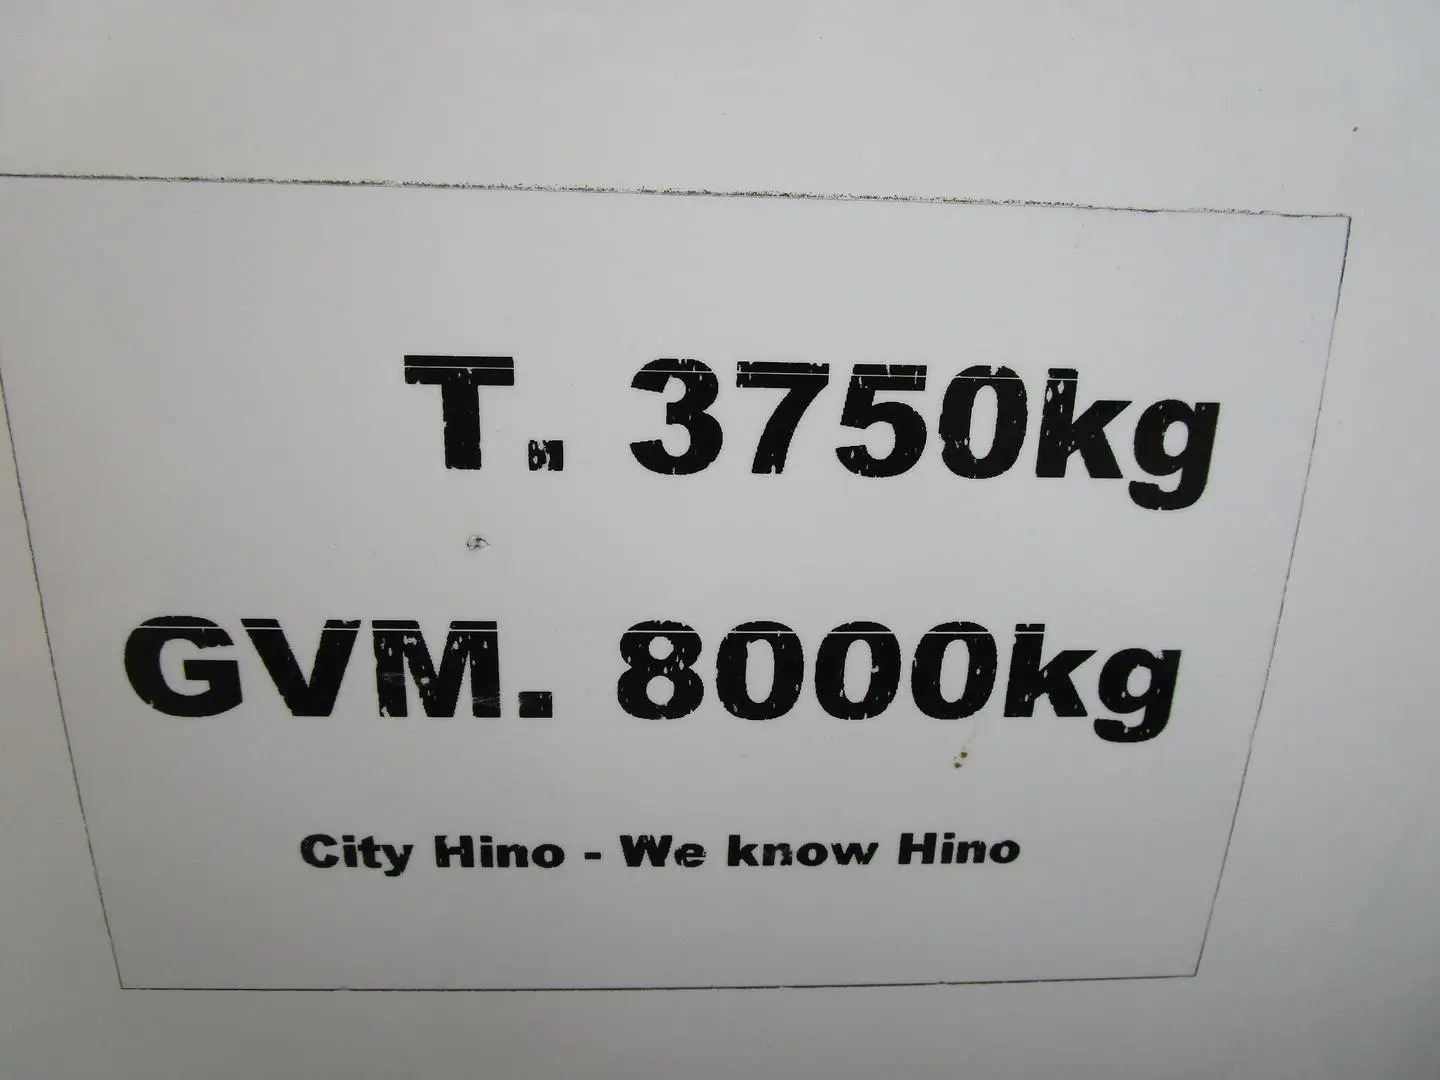 T. 3750kg
GVM. 8000kg
City Hino - We know Hino